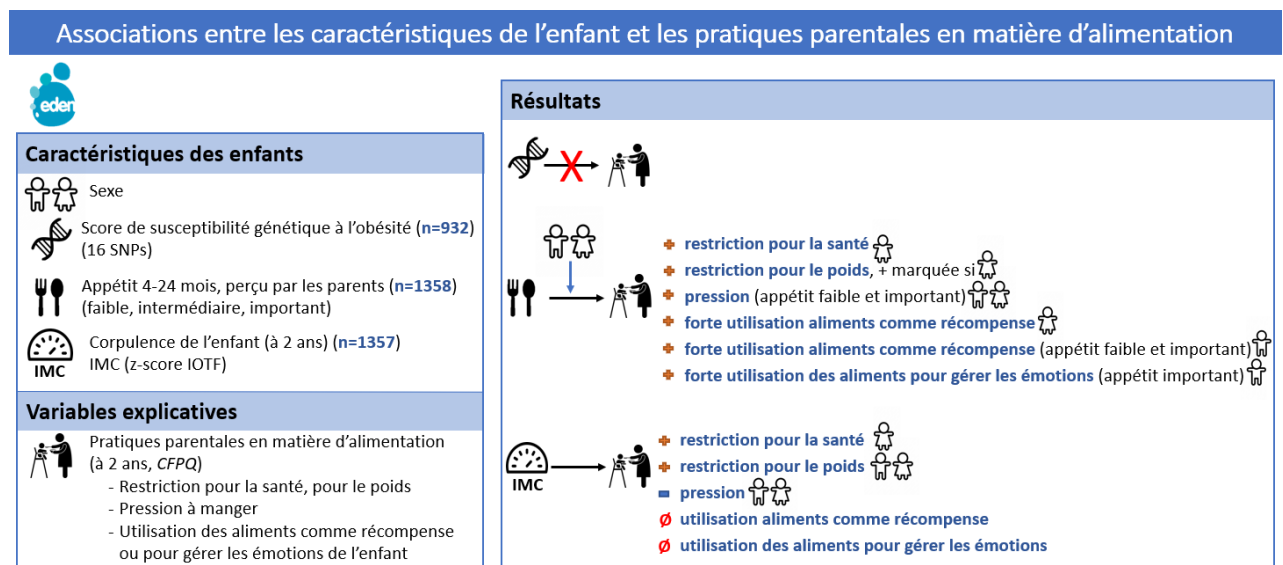 Associations entre les caractéristiques de l'enfant et les pratiques parentales en matière d'alimentation
eden
Caractéristiques des enfants
Sexe
Score de susceptibilité génétique à l'obésité (n=932)
(16 SNPs)
Appétit 4-24 mois, perçu par les parents (n=1358)
(faible, intermédiaire, important)
Corpulence de l'enfant (à 2 ans) (n=1357)
IMC (z-score IOTF)
IMC
Variables explicatives
Pratiques parentales en matière d'alimentation
(à 2 ans, CFPQ)
- Restriction pour la santé, pour le poids
- Pression à manger
- Utilisation des aliments comme récompense
ou pour gérer les émotions de l'enfant
Résultats
X
+ restriction pour la santé
+ restriction pour le poids, + marquée si
+ pression (appétit faible et important)
+ forte utilisation aliments comme récompense
+ forte utilisation aliments comme récompense (appétit faible et important)
+ forte utilisation des aliments pour gérer les émotions (appétit important)
IMC
+ restriction pour la santé
+ restriction pour le poids
- pression
Ø utilisation aliments comme récompense
Ø utilisation des aliments pour gérer les émotions